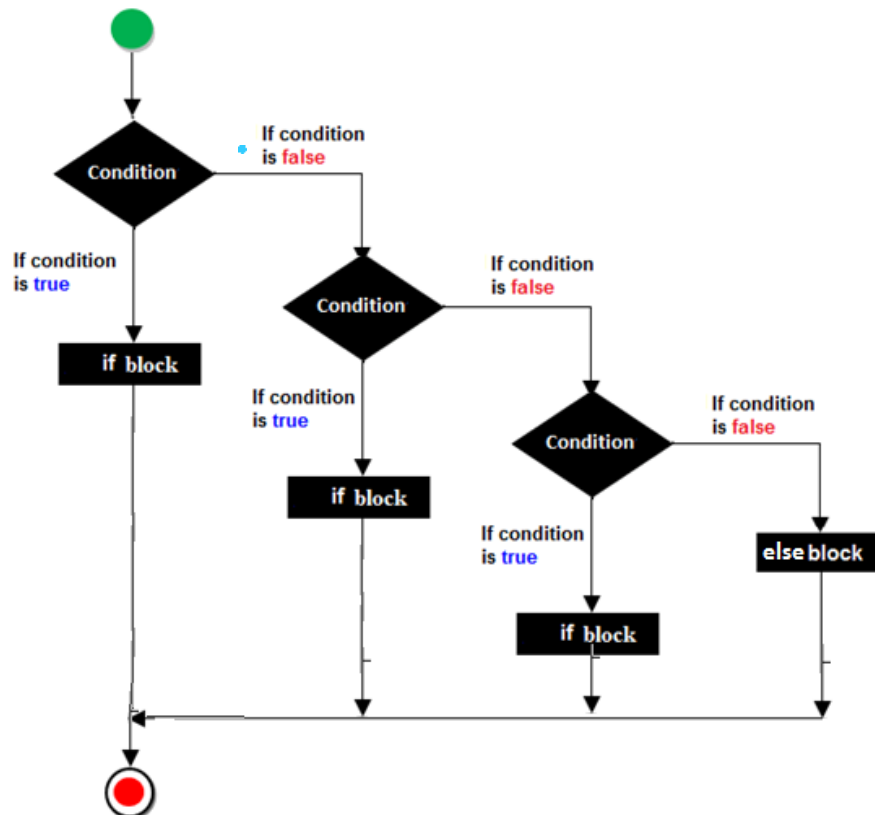 If condition
is false
Condition
If condition
is true
If condition
is false
Condition
if block
If condition
is true
If condition
is false
Condition
if block
If condition
is true
else block
if block